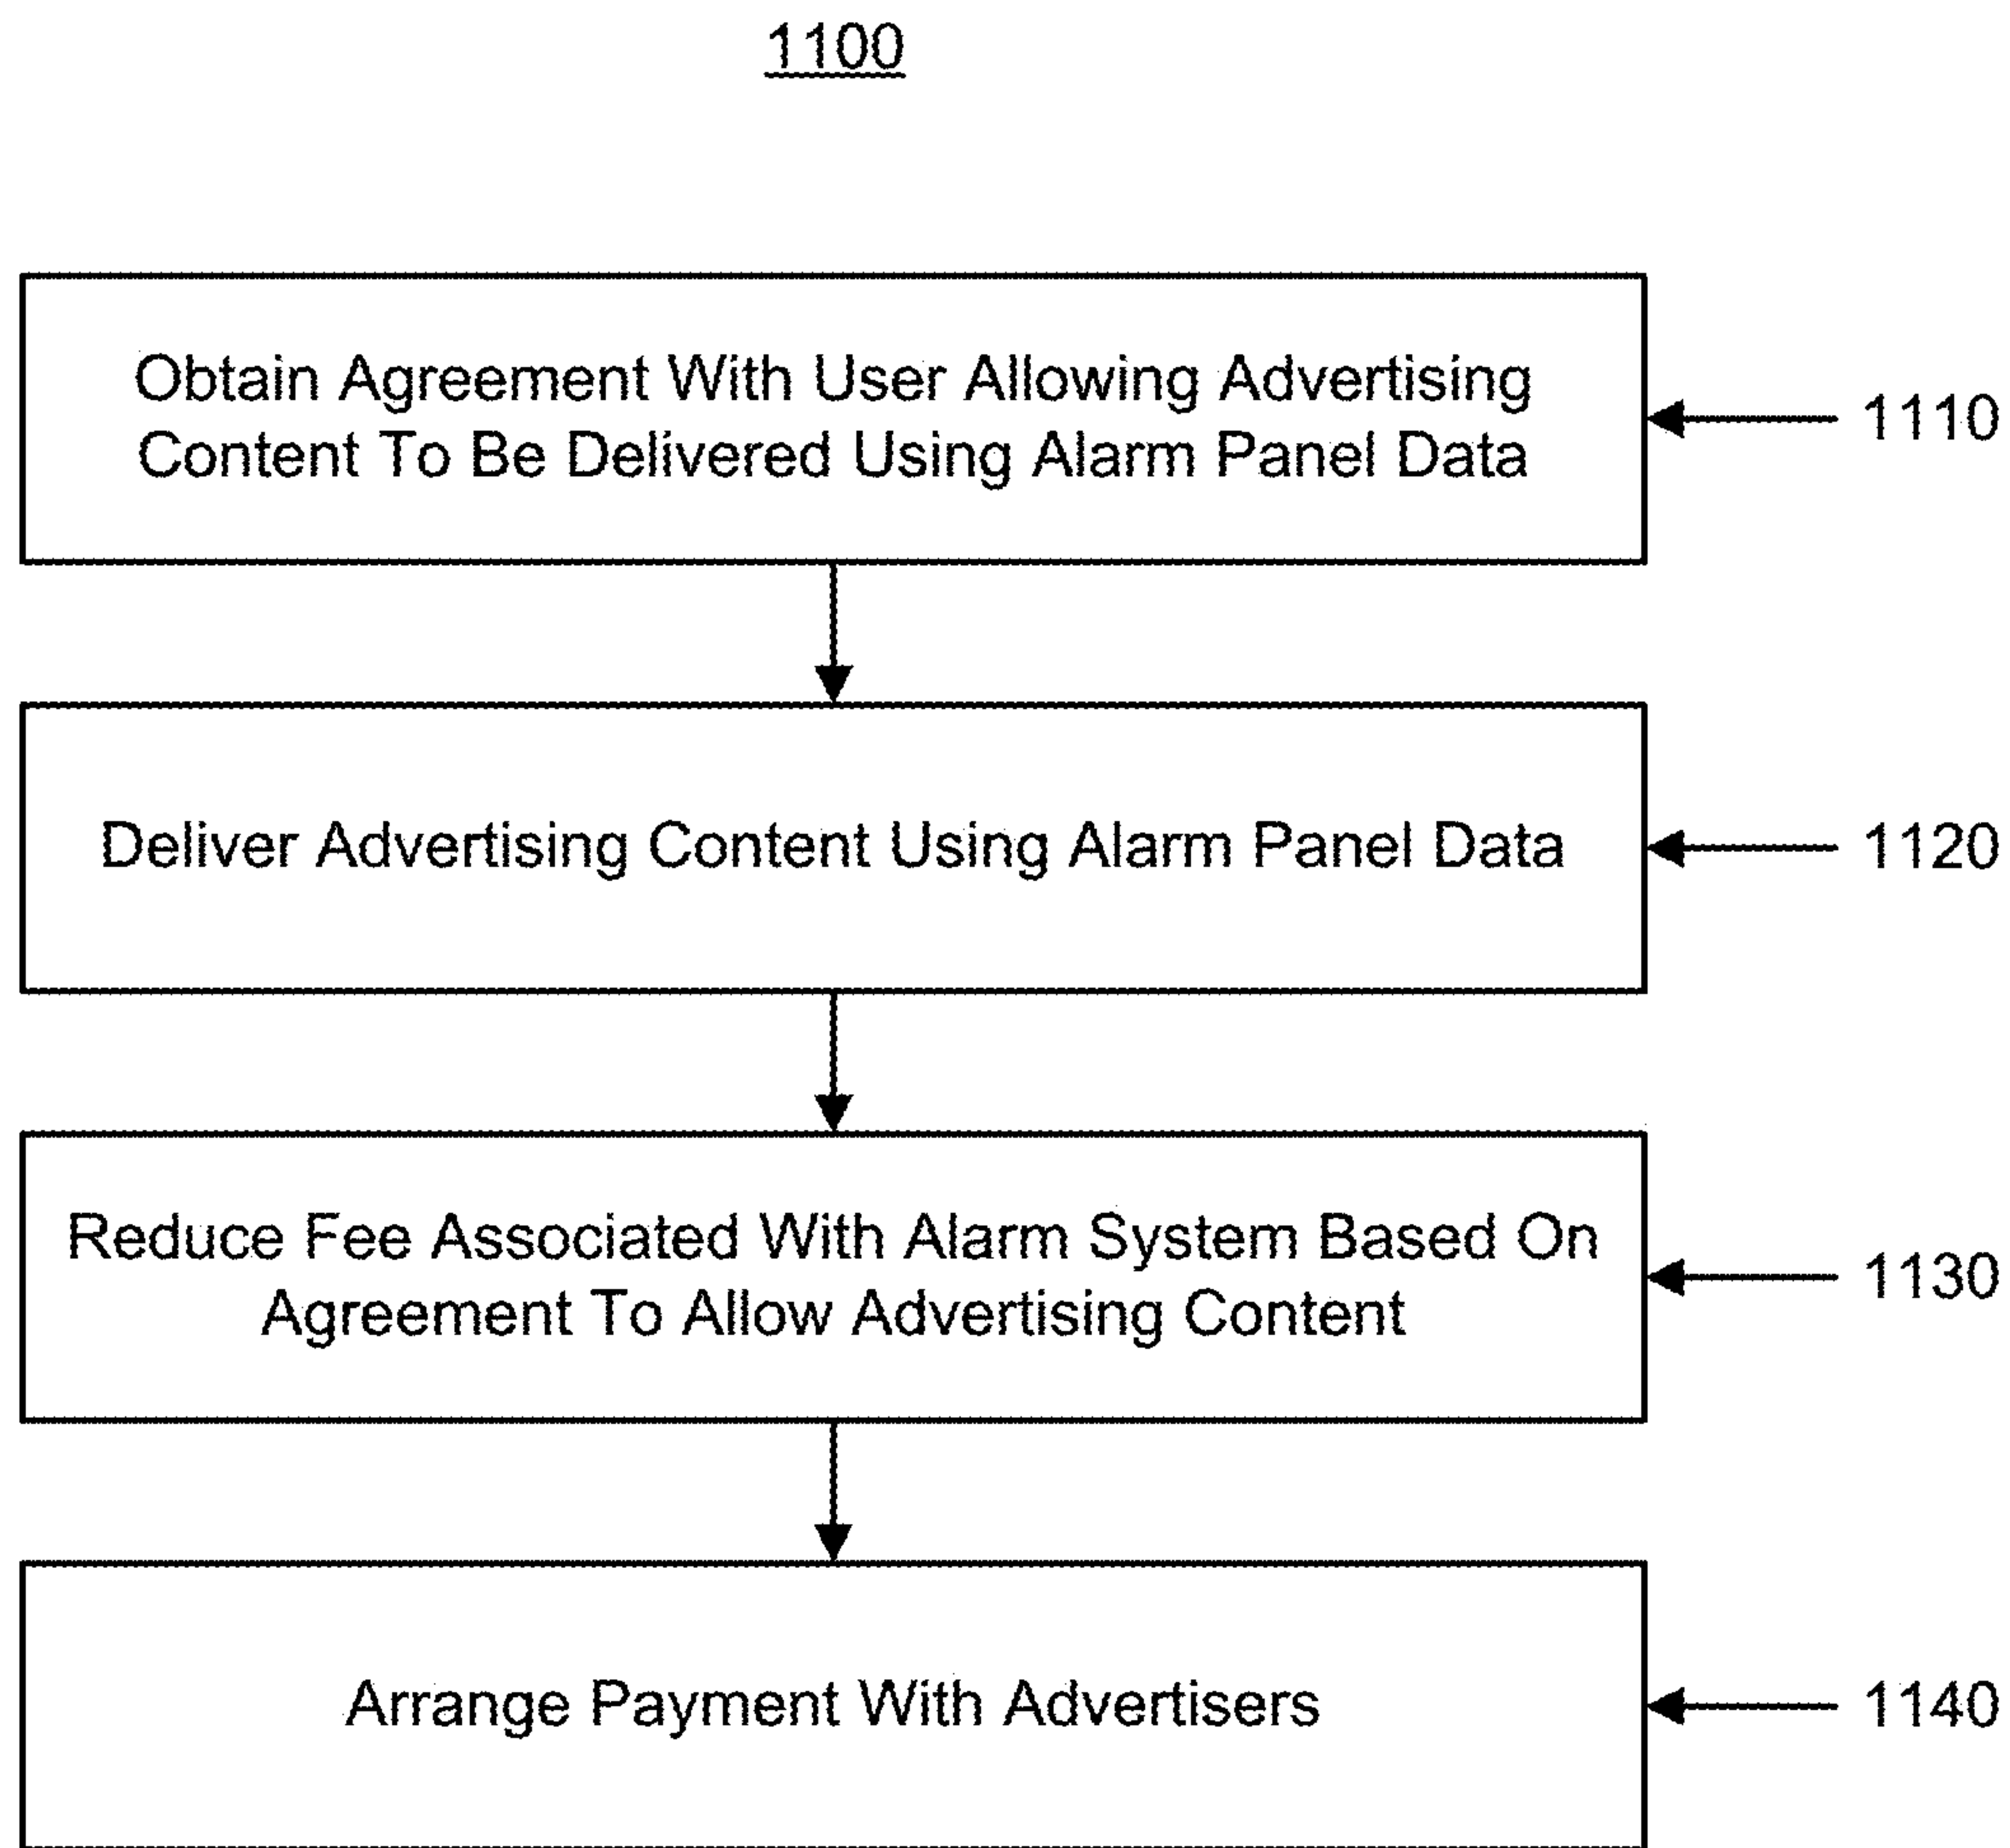 1100
Obtain Agreement With User Allowing Advertising
Content To Be Delivered Using Alarm Panel Data
1110
Deliver Advertising Content Using Alarm Panel Data
1120
Reduce Fee Associated With Alarm System Based On
Agreement To Allow Advertising Content
1130
Arrange Payment With Advertisers
1140